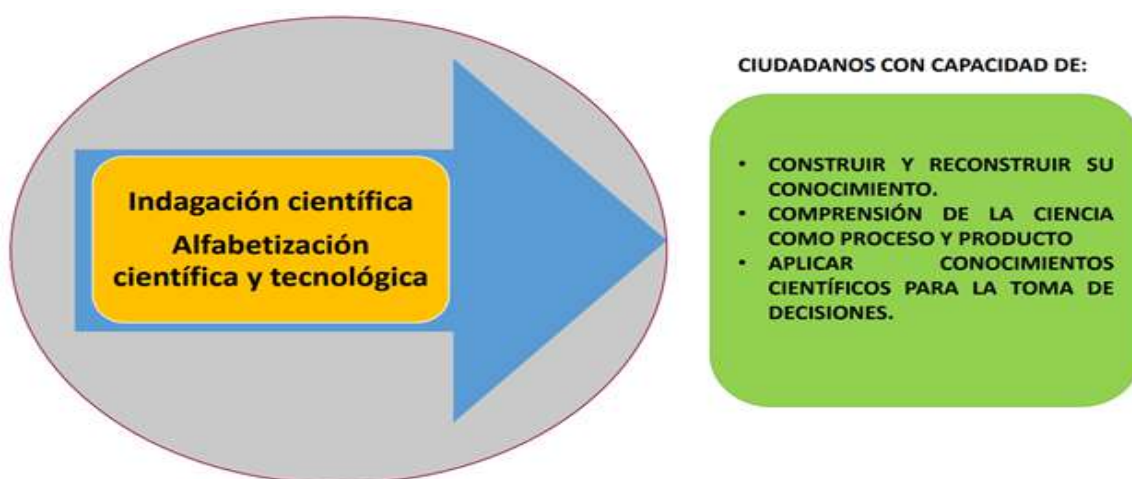 Indagación científica
Alfabetización
científica y tecnológica
CIUDADANOS CON CAPACIDAD DE:
• CONSTRUIR Y RECONSTRUIR SU
CONOCIMIENTO.
• COMPRENSIÓN DE LA CIENCIA
COMO PROCESO Y PRODUCTO
• APLICAR CONOCIMIENTOS
CIENTÍFICOS PARA LA TOMA DE
DECISIONES.